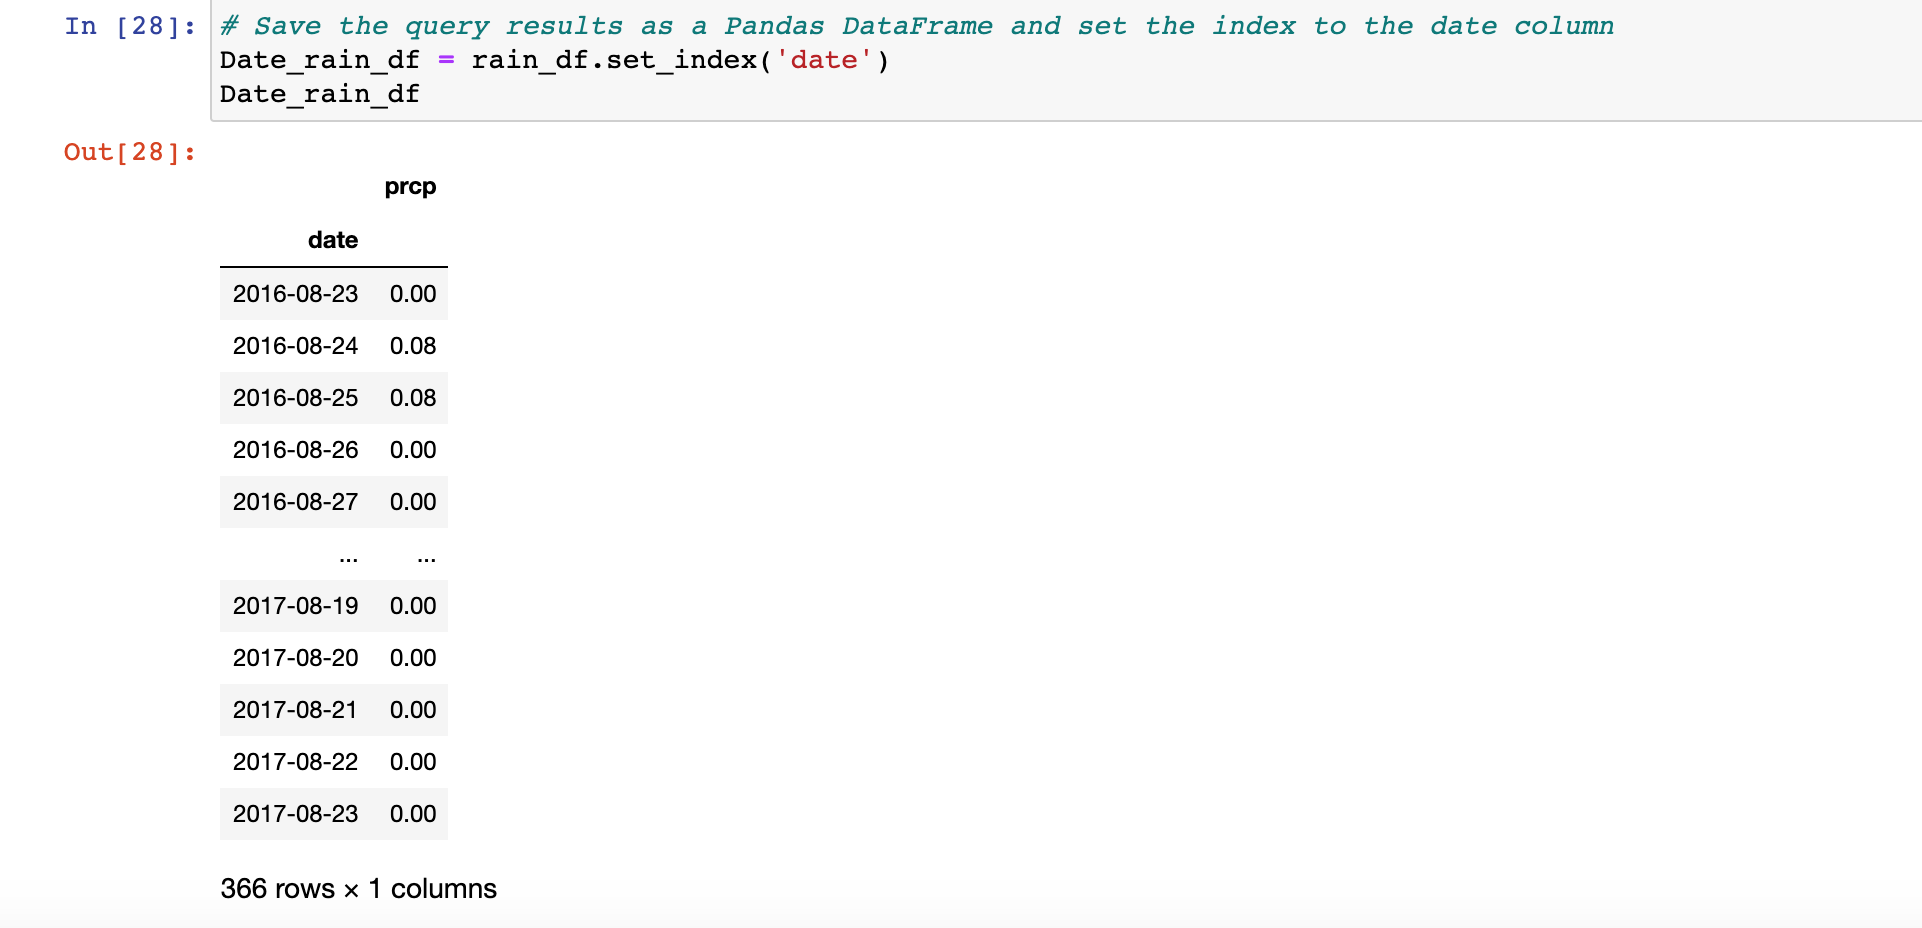 In [28]: # Save the query results as a Pandas DataFrame and set the index to the date column
Date_rain_df = rain_df.set_index('date')
Date_rain_df
Out[28]:
prcp
date
2016-08-23 0.00
2016-08-24 0.08
2016-08-25 0.08
2016-08-26 0.00
2016-08-27 0.00
... ...
2017-08-19 0.00
2017-08-20 0.00
2017-08-21 0.00
2017-08-22 0.00
2017-08-23 0.00
366 rows × 1 columns